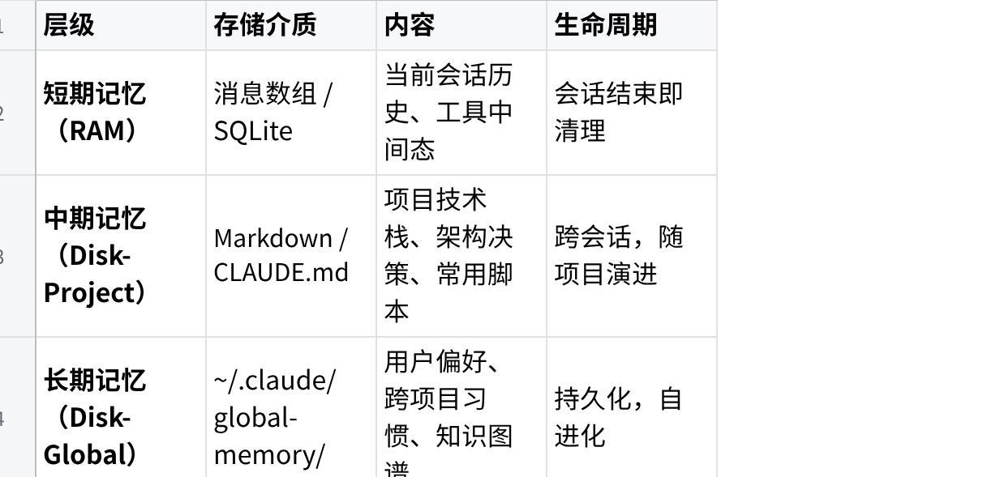 层级
存储介质
内容
生命周期
2
短期记忆
（RAM）
消息数组 /
SQLite
当前会话历
史、工具中
间态
会话结束即
清理
3
中期记忆
（Disk-
Project）
Markdown /
CLAUDE.md
项目技术
栈、架构决
策、常用脚
本
跨会话，随
项目演进
4
长期记忆
（Disk-
Global）
~/.claude/
global-
memory/
用户偏好、
跨项目习
惯、知识图
谱
持久化，自
进化